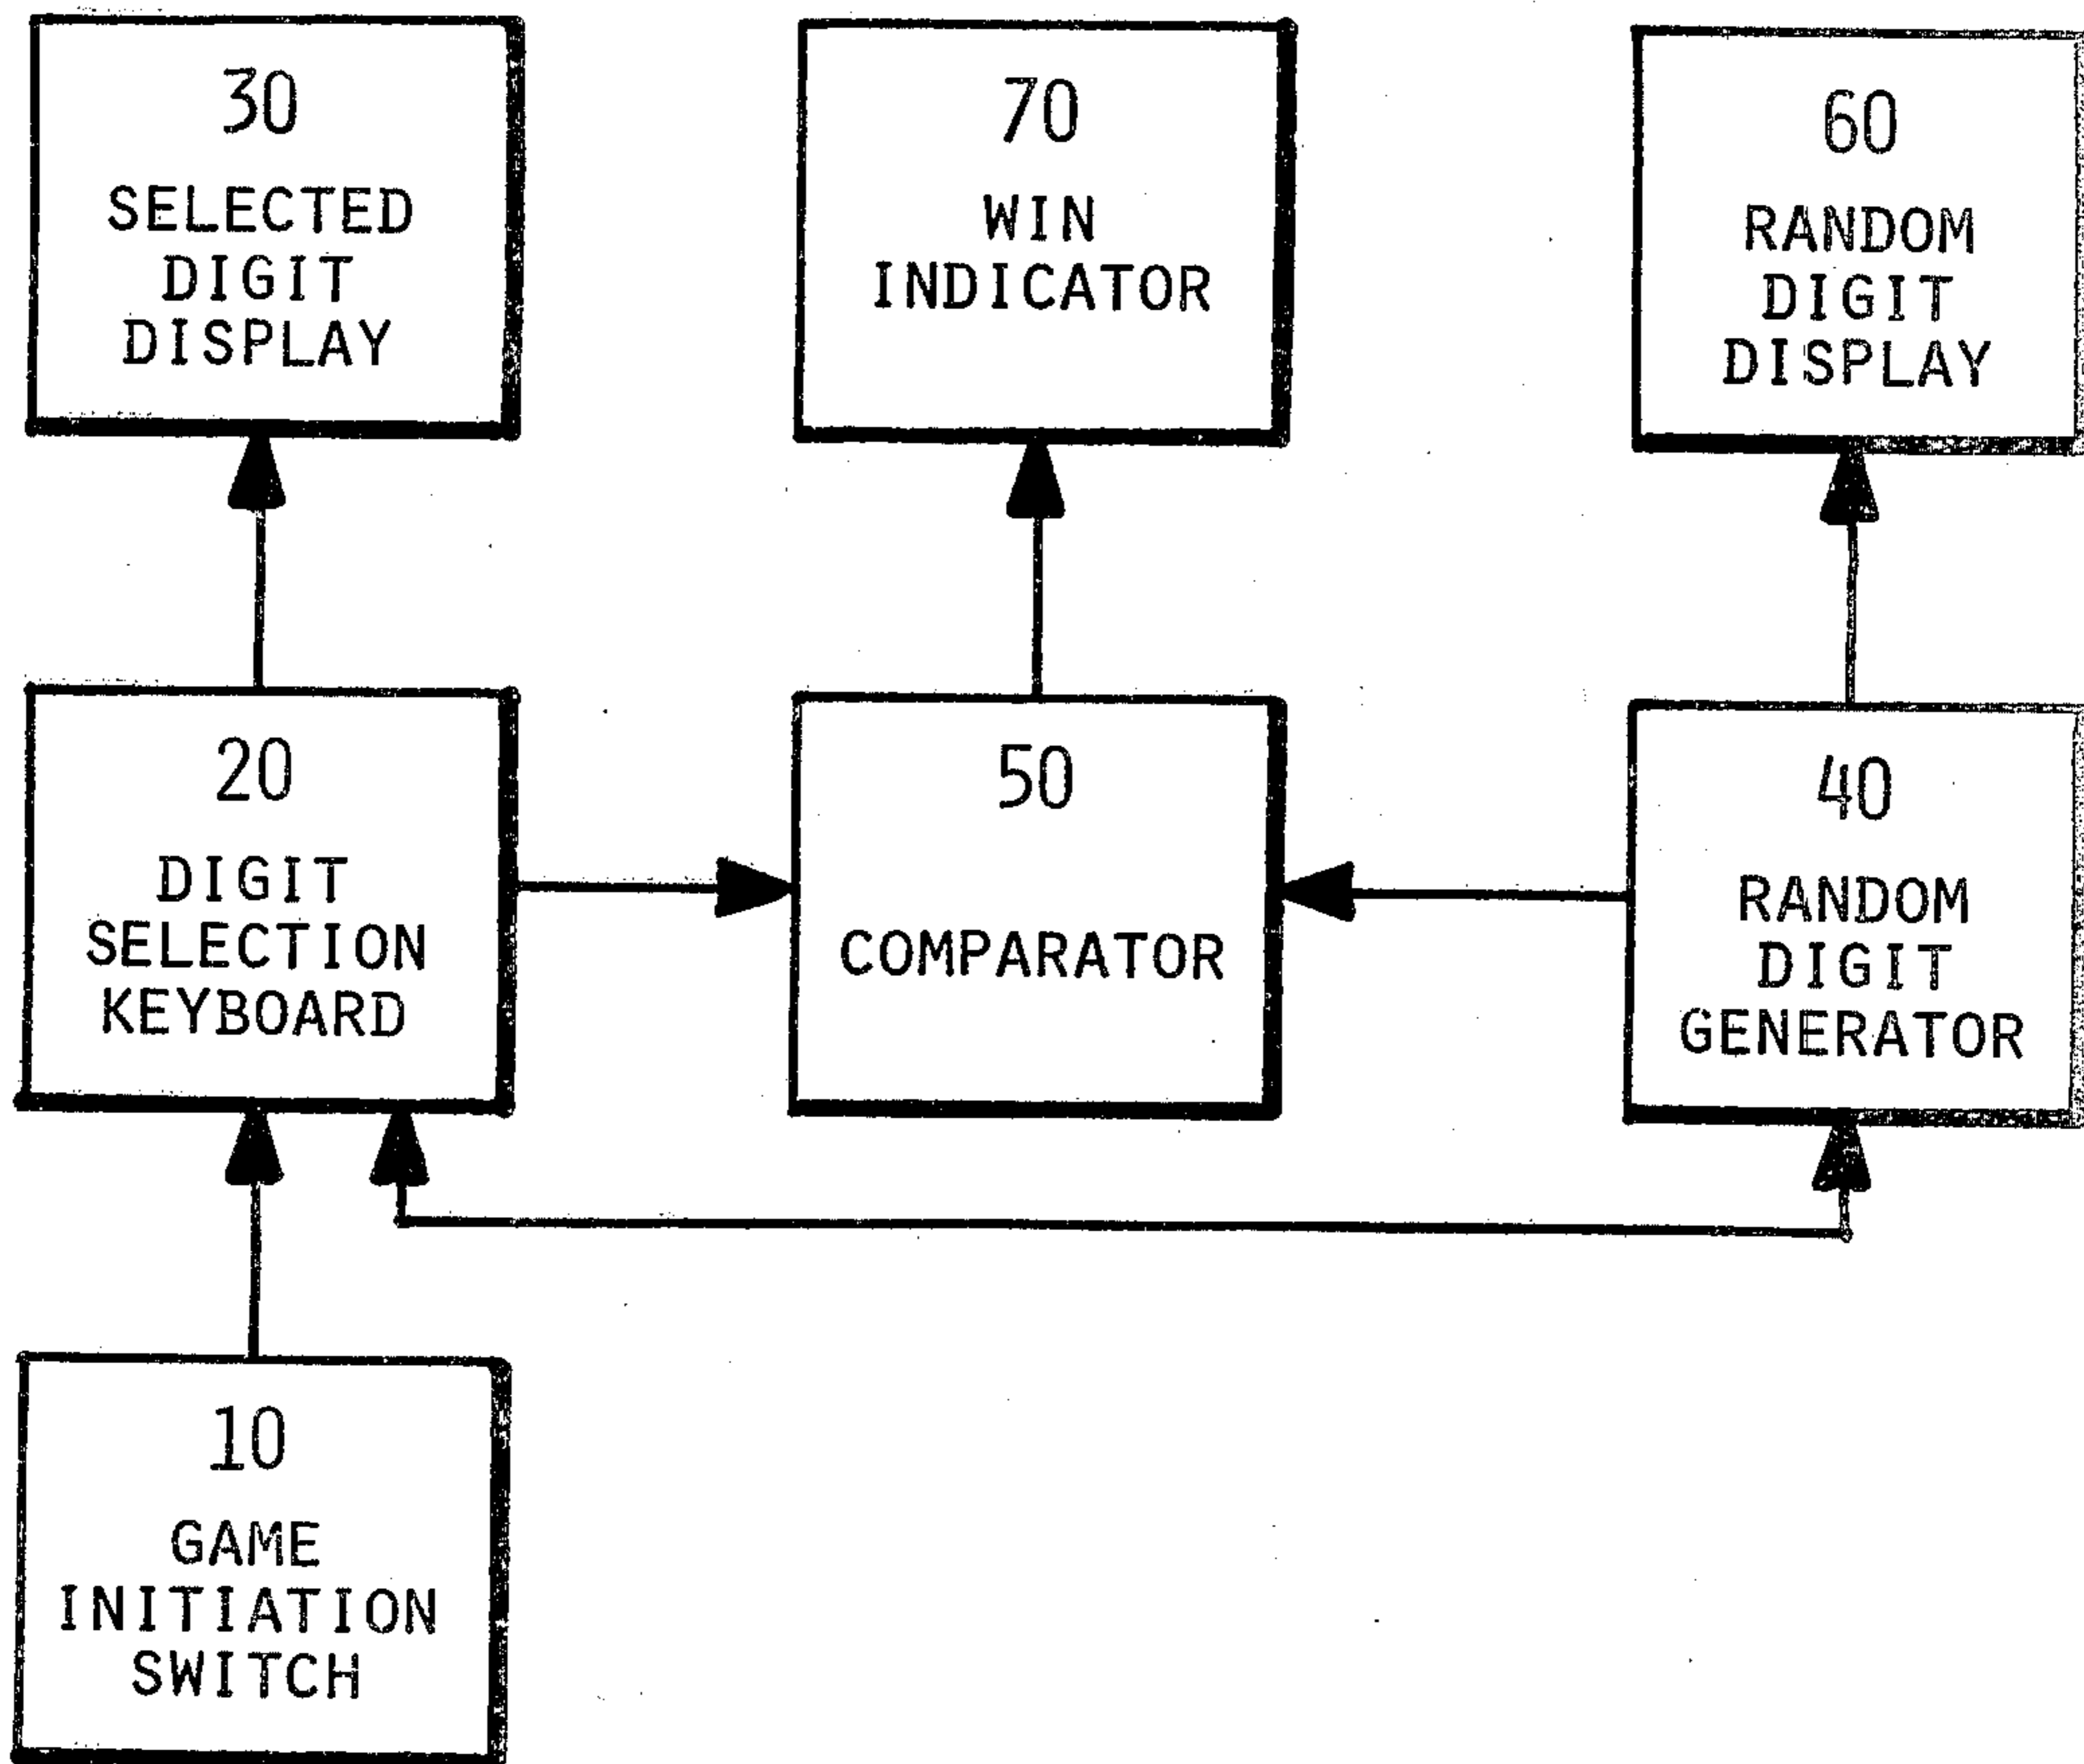 30
SELECTED
DIGIT
DISPLAY
70
WIN
INDICATOR
60
RANDOM
DIGIT
DISPLAY
20
DIGIT
SELECTION
KEYBOARD
50
COMPARATOR
40
RANDOM
DIGIT
GENERATOR
10
GAME
INITIATION
SWITCH